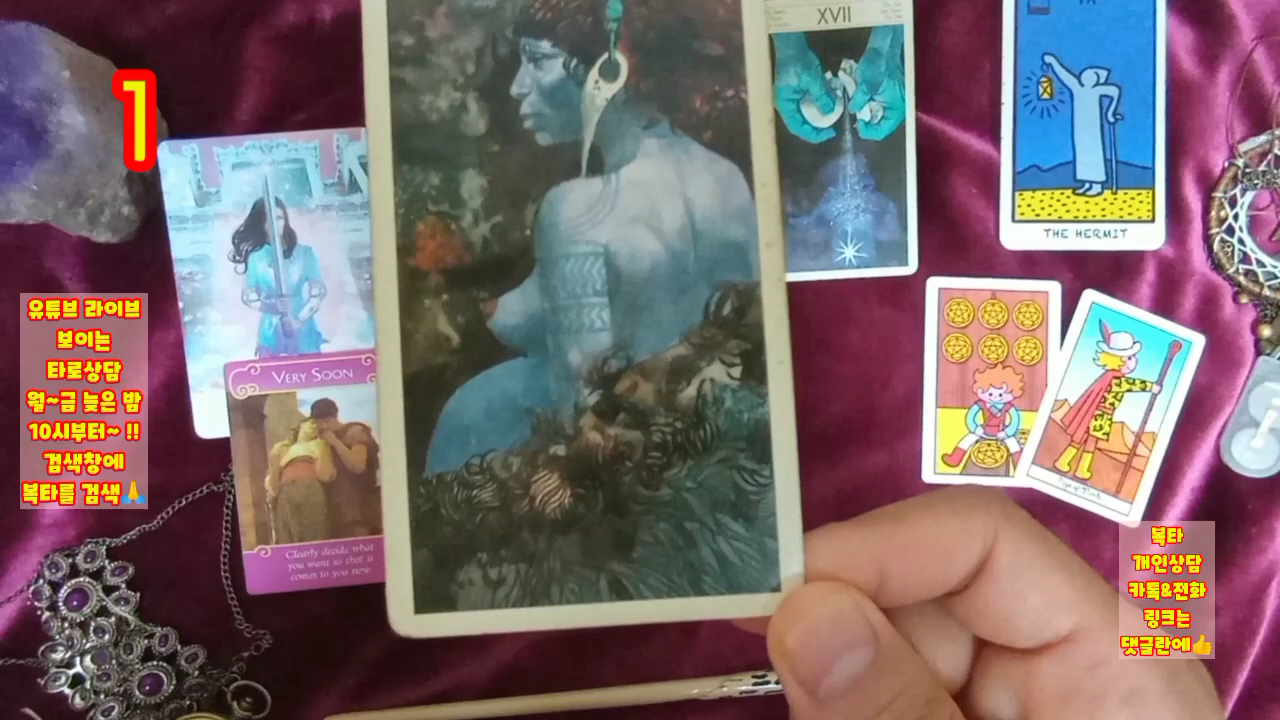 1
유튜브 라이브
보이는
타로상담
월~금 늦은 밤
10시부터~ !!
검색창에
복타를 검색🙏
VERY SOON
Clearly decide what
you want so that it
comes to you now.
XVII
IX
THE HERMIT
Page of
복타
개인상담
카톡&전화
링크는
댓글란에👍